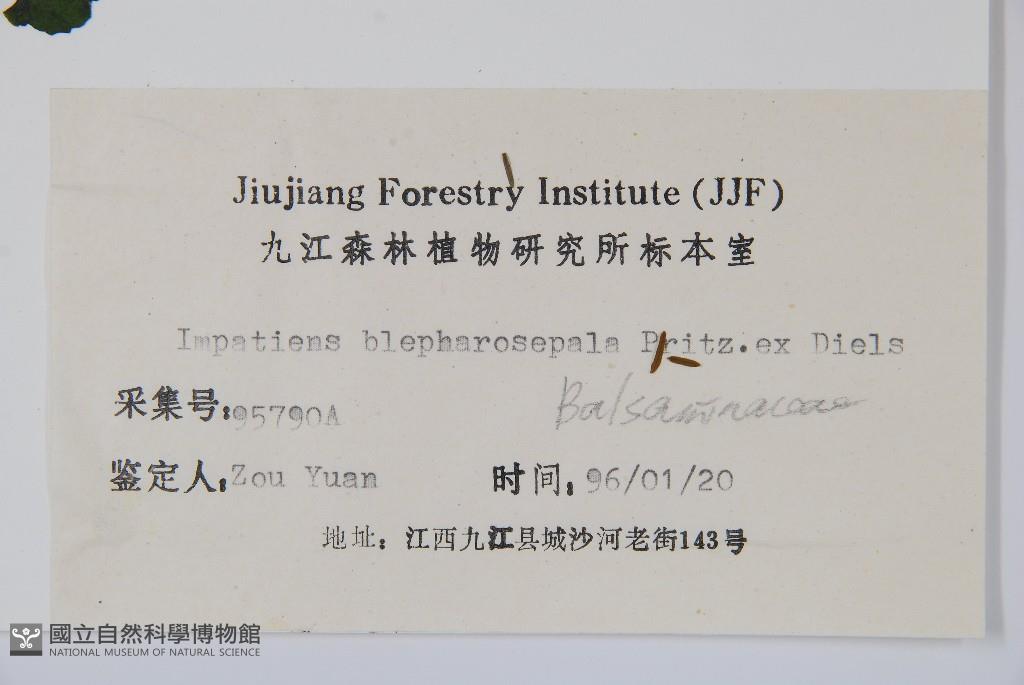 Jiujiang Forestry Institute (JJF)
九江森林植物研究所标本室
Impatiens blepharosepala Pritz.ex Diels
Balsaminaceae
采集号:95790A
鉴定人:Zou Yuan 时间:96/01/20
地址:江西九江县城沙河老街143号
國立自然科學博物館
NATIONAL MUSEUM OF NATURAL SCIENCE